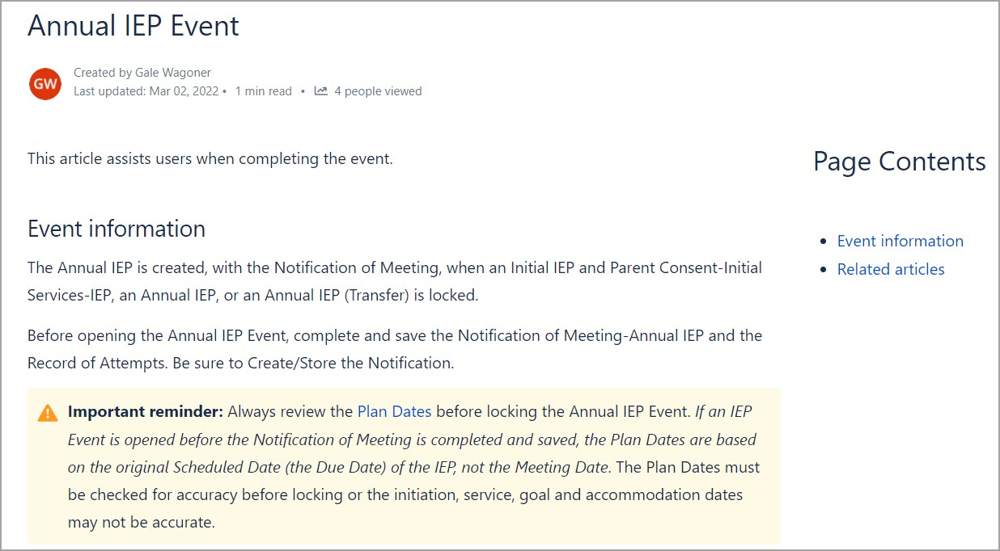 Annual IEP Event
GW
Created by Gale Wagoner
Last updated: Mar 02, 2022 • 1 min read • 4 people viewed
This article assists users when completing the event.
Page Contents
• Event information
• Related articles
Event information
The Annual IEP is created, with the Notification of Meeting, when an Initial IEP and Parent Consent-Initial
Services-IEP, an Annual IEP, or an Annual IEP (Transfer) is locked.
Before opening the Annual IEP Event, complete and save the Notification of Meeting-Annual IEP and the
Record of Attempts. Be sure to Create/Store the Notification.
Important reminder: Always review the Plan Dates before locking the Annual IEP Event. If an IEP
Event is opened before the Notification of Meeting is completed and saved, the Plan Dates are based
on the original Scheduled Date (the Due Date) of the IEP, not the Meeting Date. The Plan Dates must
be checked for accuracy before locking or the initiation, service, goal and accommodation dates
may not be accurate.